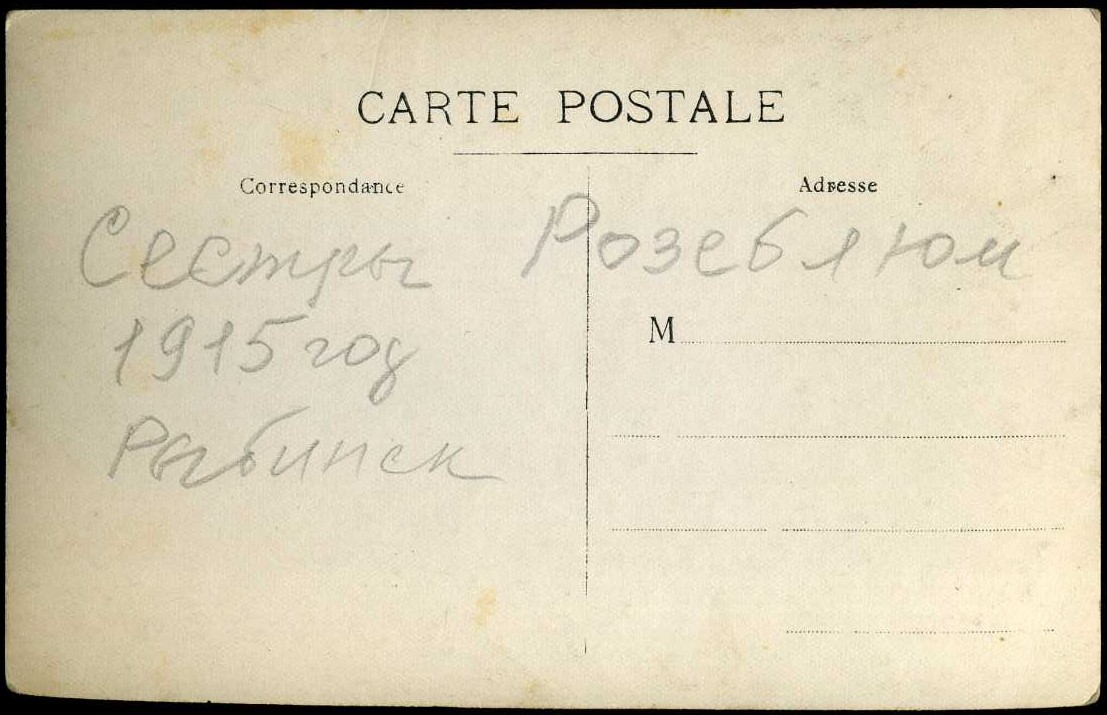 CARTE POSTALE
Correspondance
Adresse
Сестры Розеблюм
М
1915 год
Рыбинск